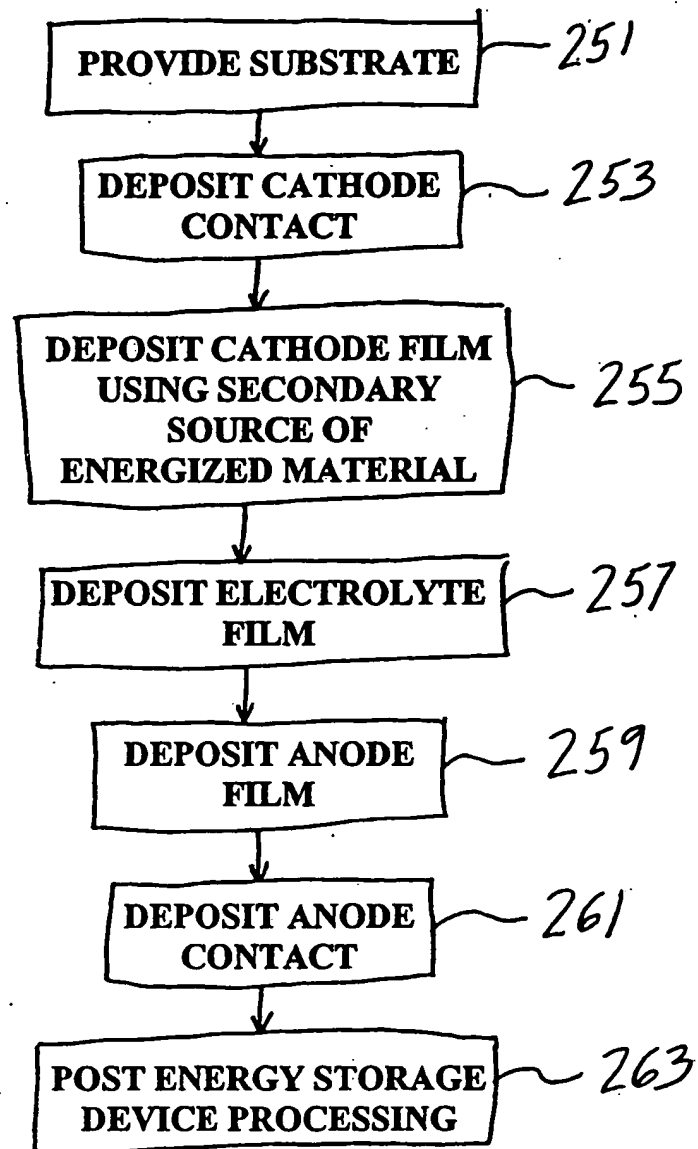 PROVIDE SUBSTRATE
251
DEPOSIT CATHODE
CONTACT
253
DEPOSIT CATHODE FILM
USING SECONDARY
SOURCE OF
ENERGIZED MATERIAL
255
DEPOSIT ELECTROLYTE
FILM
257
DEPOSIT ANODE
FILM
259
DEPOSIT ANODE
CONTACT
261
POST ENERGY STORAGE
DEVICE PROCESSING
263